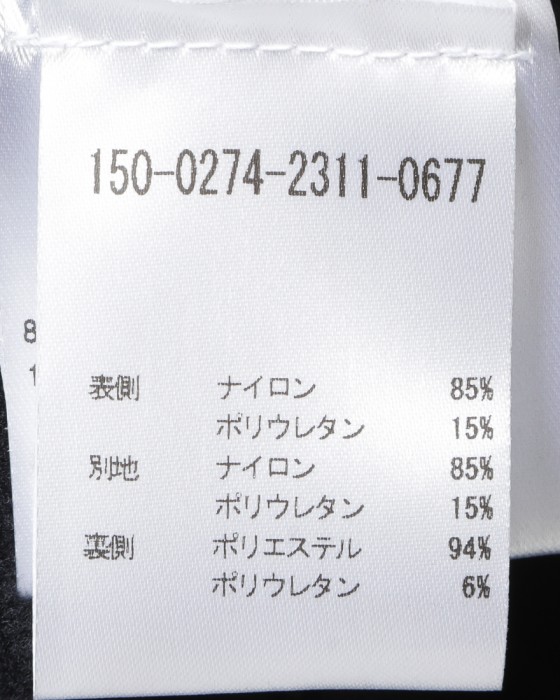 150-0274-2311-0677
表側 ナイロン 85%
ポリウレタン 15%
別地 ナイロン 85%
ポリウレタン 15%
裏側 ポリエステル 94%
ポリウレタン 6%
8
1